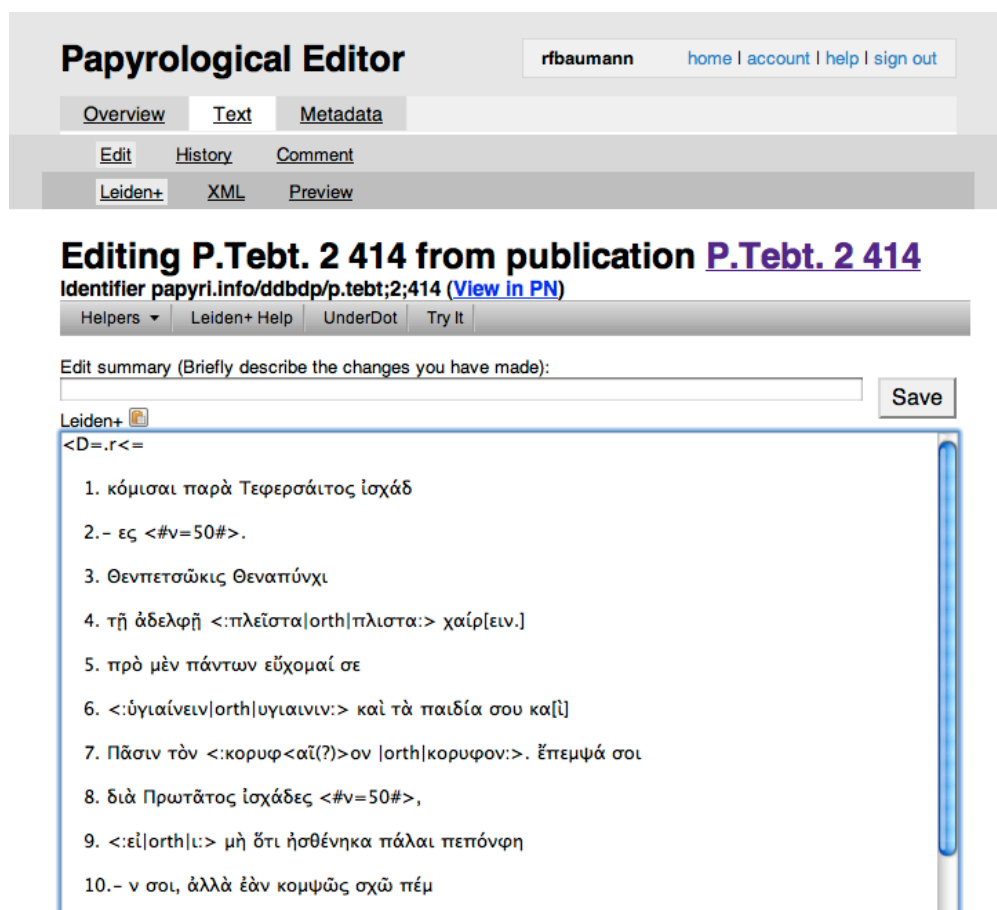 Papyrological Editor
rfbaumann home | account | help | sign out
Overview Text Metadata
Edit History Comment
Leiden+ XML Preview
Editing P.Tebt. 2 414 from publication P.Tebt. 2 414
Identifier papyri.info/ddbdp/p.tebt;2;414 (View in PN)
Helpers Leiden+ Help UnderDot Try It
Edit summary (Briefly describe the changes you have made):
Save
Leiden+
<D=.r<=
1. κόμισαι παρὰ Τεφερσάιτος ἰσχάδ
2.- ες <#ν=50#>.
3. Θενπετσῶκις Θεναπύνχι
4. τῇ ἀδελφῇ <:πλεῖστα|orth|πλιστα:> χαίρ[ειν.]
5. πρὸ μὲν πάντων εὔχομαί σε
6. <:ὑγιαίνειν|orth|υγιαινιν:> καὶ τὰ παιδία σου κα[ὶ]
7. Πᾶσιν τὸν <:κορυφ<αῖ(?)>ον |orth|κορυφον:>. ἔπεμψά σοι
8. διὰ Πρωτᾶτος ἰσχάδες <#ν=50#>,
9. <:εἰ|orth|ι:> μὴ ὅτι ἠσθένηκα πάλαι πεπόνφη
10.- ν σοι, ἀλλὰ ἐὰν κομψῶς σχῶ πέμ